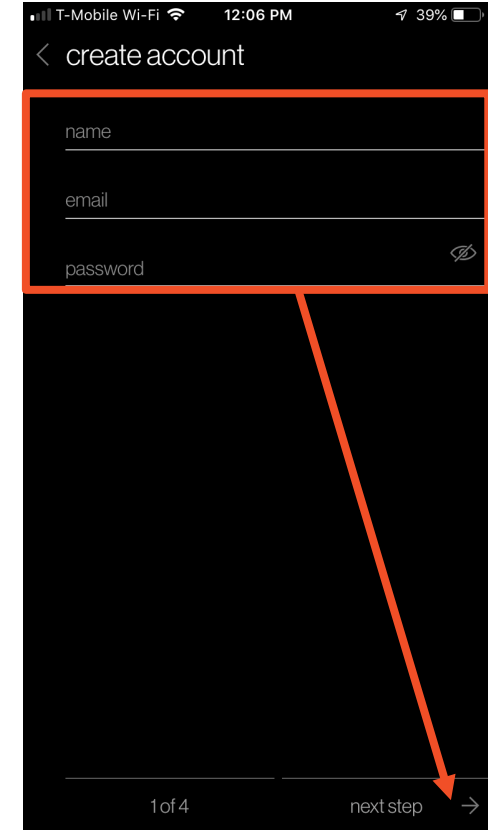 T-Mobile Wi-Fi 12:06 PM 39%
create account
name
email
password
1 of 4 next step